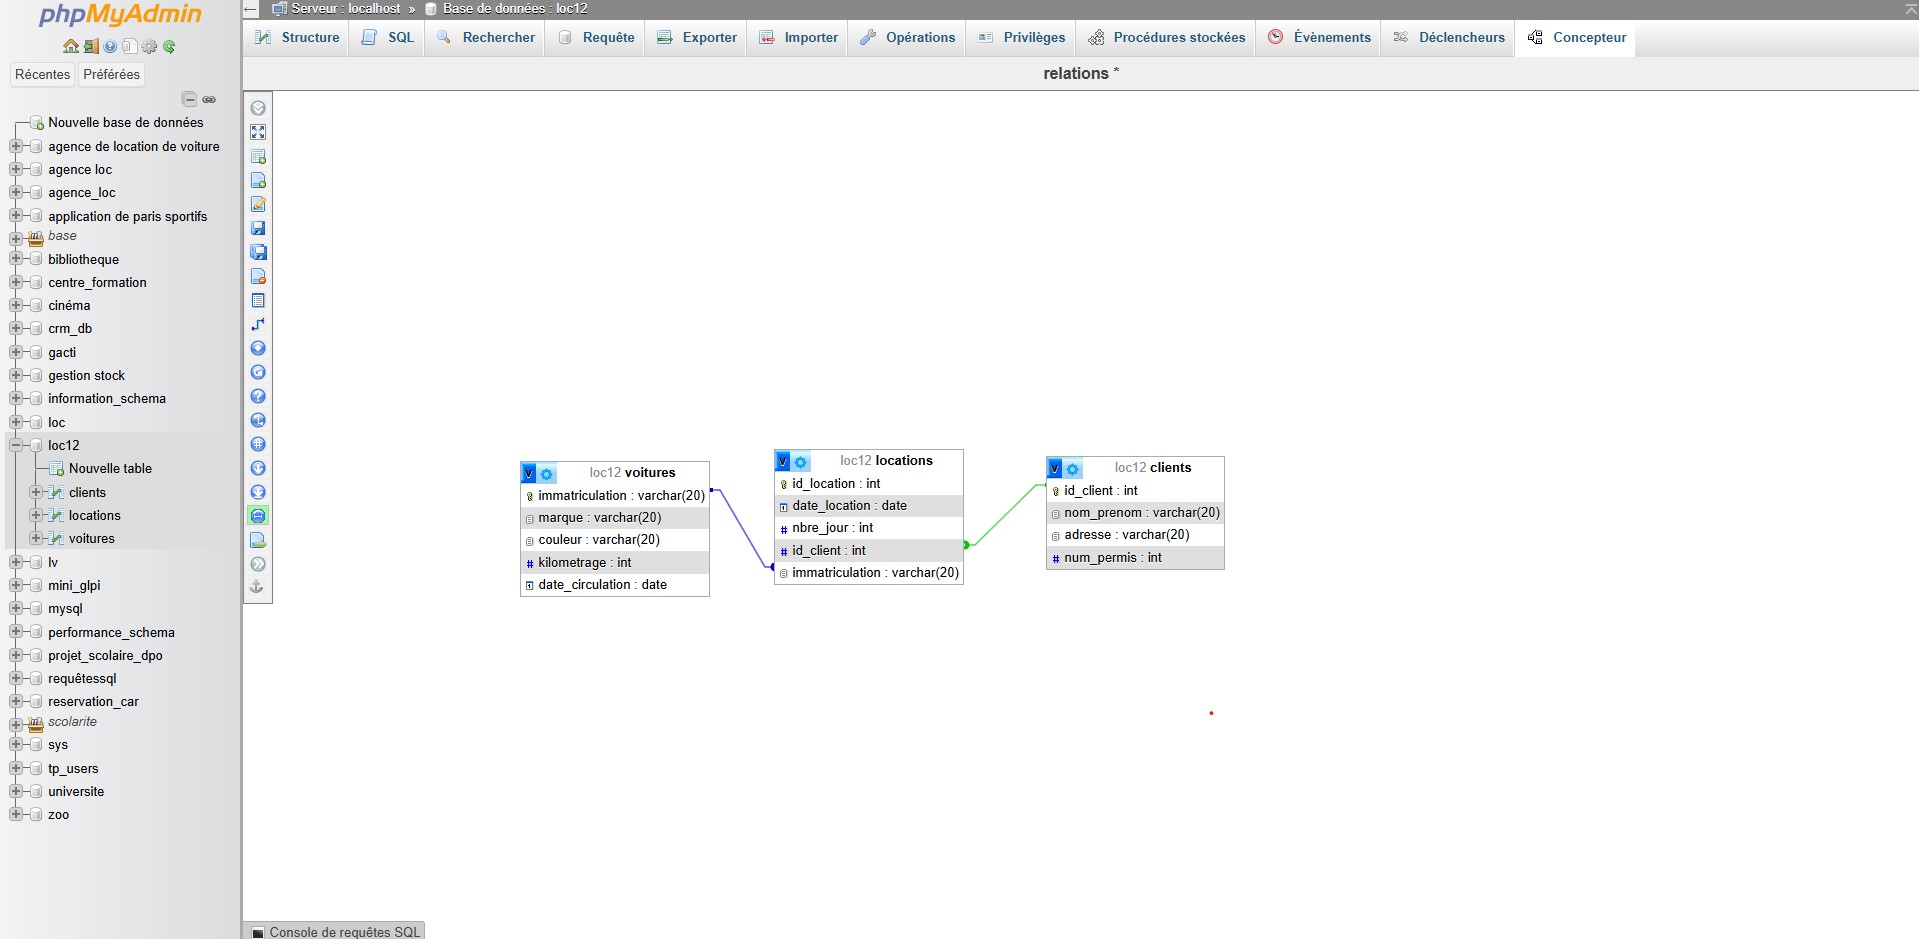 phpMyAdmin
Récentes Préférées
Nouvelle base de données
agence de location de voiture
agence loc
agence_loc
application de paris sportifs
base
bibliotheque
centre_formation
cinéma
crm_db
gacti
gestion stock
information_schema
loc
loc12
Nouvelle table
clients
locations
voitures
lv
mini_glpi
mysql
performance_schema
projet_scolaire_dpo
requêtessql
reservation_car
scolarite
sys
tp_users
universite
zoo
Serveur : localhost » Base de données : loc12
Structure SQL Rechercher Requête Exporter Importer Opérations Privilèges Procédures stockées Évènements Déclencheurs Concepteur
relations *
loc12 voitures
immatriculation : varchar(20)
marque : varchar(20)
couleur : varchar(20)
kilometrage : int
date_circulation : date
loc12 locations
id_location : int
date_location : date
nbre_jour : int
id_client : int
immatriculation : varchar(20)
loc12 clients
id_client : int
nom_prenom : varchar(20)
adresse : varchar(20)
num_permis : int
Console de requêtes SQL